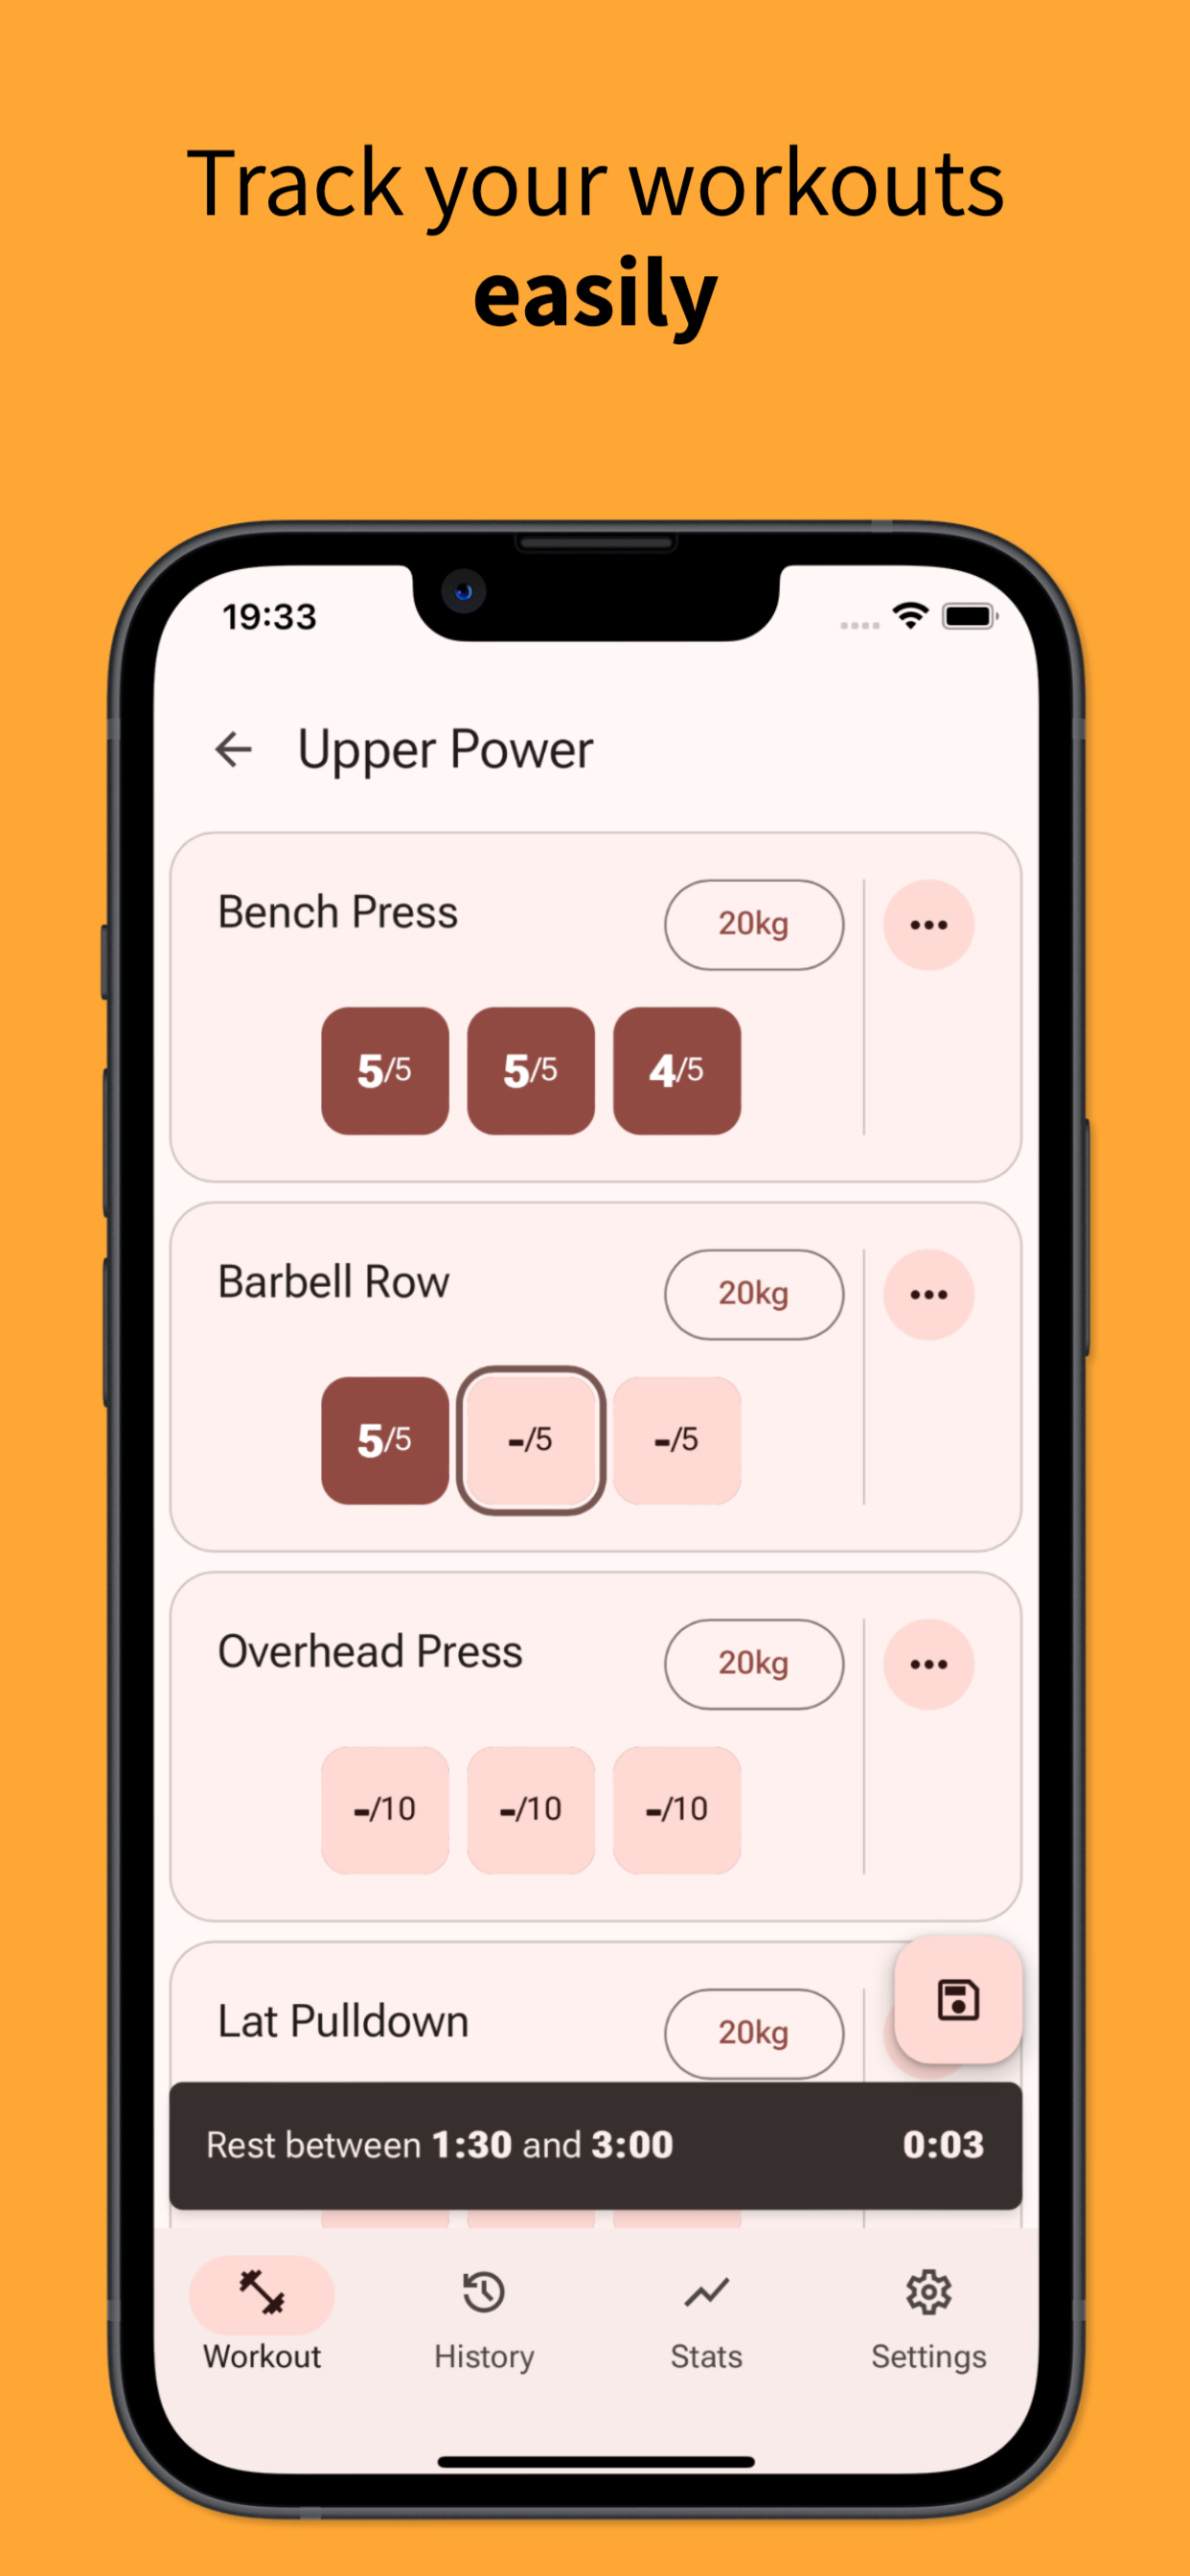 Track your workouts
easily
19:33
Upper Power
Bench Press 20kg
5/5 5/5 4/5
Barbell Row 20kg
5/5 -/5 -/5
Overhead Press 20kg
-/10 -/10 -/10
Lat Pulldown 20kg
Rest between 1:30 and 3:00 0:03
Workout History Stats Settings